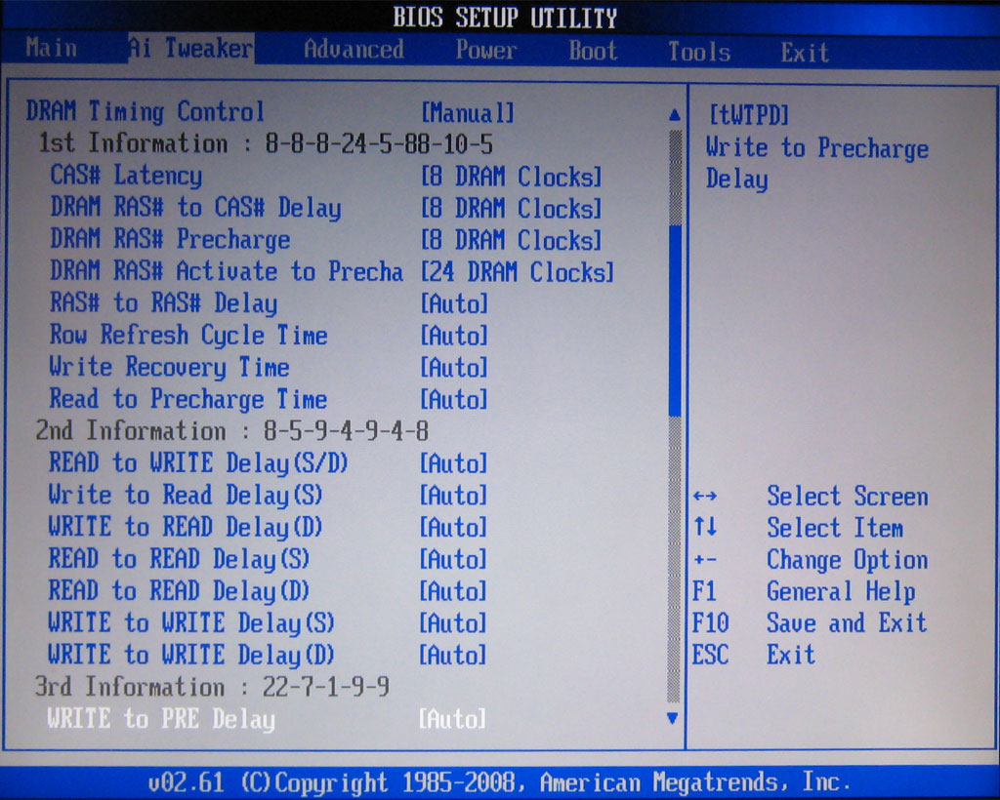 BIOS SETUP UTILITY
Main Ai Tweaker Advanced Power Boot Tools Exit
DRAM Timing Control [Manual]
1st Information : 8-8-8-24-5-88-10-5
CAS# Latency [8 DRAM Clocks]
DRAM RAS# to CAS# Delay [8 DRAM Clocks]
DRAM RAS# Precharge [8 DRAM Clocks]
DRAM RAS# Activate to Precha [24 DRAM Clocks]
RAS# to RAS# Delay [Auto]
Row Refresh Cycle Time [Auto]
Write Recovery Time [Auto]
Read to Precharge Time [Auto]
2nd Information : 8-5-9-4-9-4-8
READ to WRITE Delay(S/D) [Auto]
Write to Read Delay(S) [Auto]
WRITE to READ Delay(D) [Auto]
READ to READ Delay(S) [Auto]
READ to READ Delay(D) [Auto]
WRITE to WRITE Delay(S) [Auto]
WRITE to WRITE Delay(D) [Auto]
3rd Information : 22-7-1-9-9
WRITE to PRE Delay [Auto]
[tWTPD]
Write to Precharge
Delay
↔ Select Screen
↑↓ Select Item
+- Change Option
F1 General Help
F10 Save and Exit
ESC Exit
v02.61 (C)Copyright 1985-2008, American Megatrends, Inc.